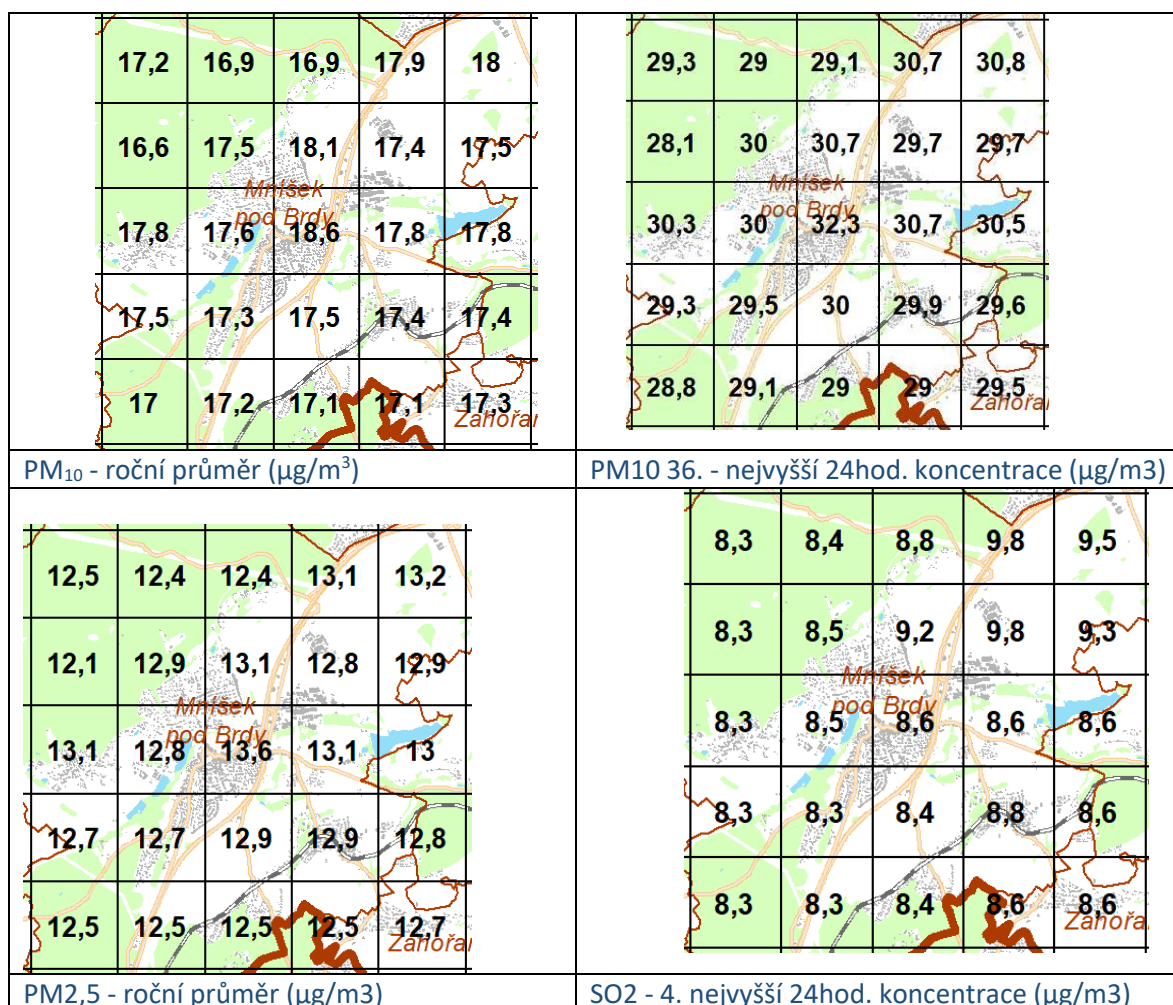 17,2 16,9 16,9 17,9 18
16,6 17,5 18,1 17,4 17,5
Mníšek
pod Brdy
17,8 17,6 18,6 17,8 17,8
17,5 17,3 17,5 17,4 17,4
17 17,2 17,1 17,1 17,3
Zahořan
PM₁₀ - roční průměr (µg/m³)
29,3 29 29,1 30,7 30,8
28,1 30 30,7 29,7 29,7
Mníšek
pod Brdy
30,3 30 32,3 30,7 30,5
29,3 29,5 30 29,9 29,6
28,8 29,1 29 29 29,5
Zahořan
PM10 36. - nejvyšší 24hod. koncentrace (µg/m3)
12,5 12,4 12,4 13,1 13,2
12,1 12,9 13,1 12,8 12,9
Mníšek
pod Brdy
13,1 12,8 13,6 13,1 13
12,7 12,7 12,9 12,9 12,8
12,5 12,5 12,5 12,5 12,7
Zahořan
PM2,5 - roční průměr (µg/m3)
8,3 8,4 8,8 9,8 9,5
8,3 8,5 9,2 9,8 9,3
Mníšek
pod Brdy
8,3 8,5 8,6 8,6 8,6
8,3 8,3 8,4 8,8 8,6
8,3 8,3 8,4 8,6 8,6
Zahořan
SO2 - 4. nejvyšší 24hod. koncentrace (µg/m3)